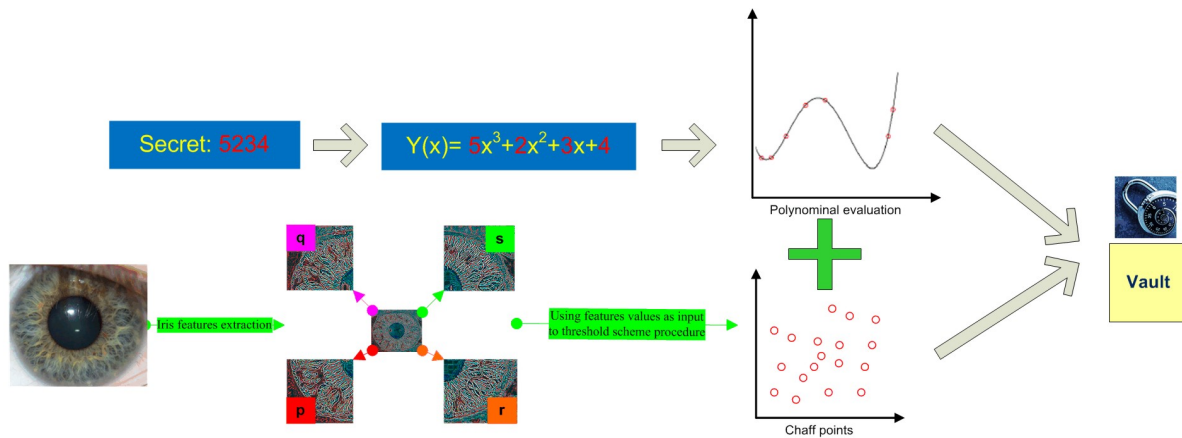 Secret: 5234
Y(x)= 5x³+2x²+3x+4
Polynominal evaluation
q
s
Iris features extraction
Using features values as input
to threshold scheme procedure
p
r
Chaff points
Vault